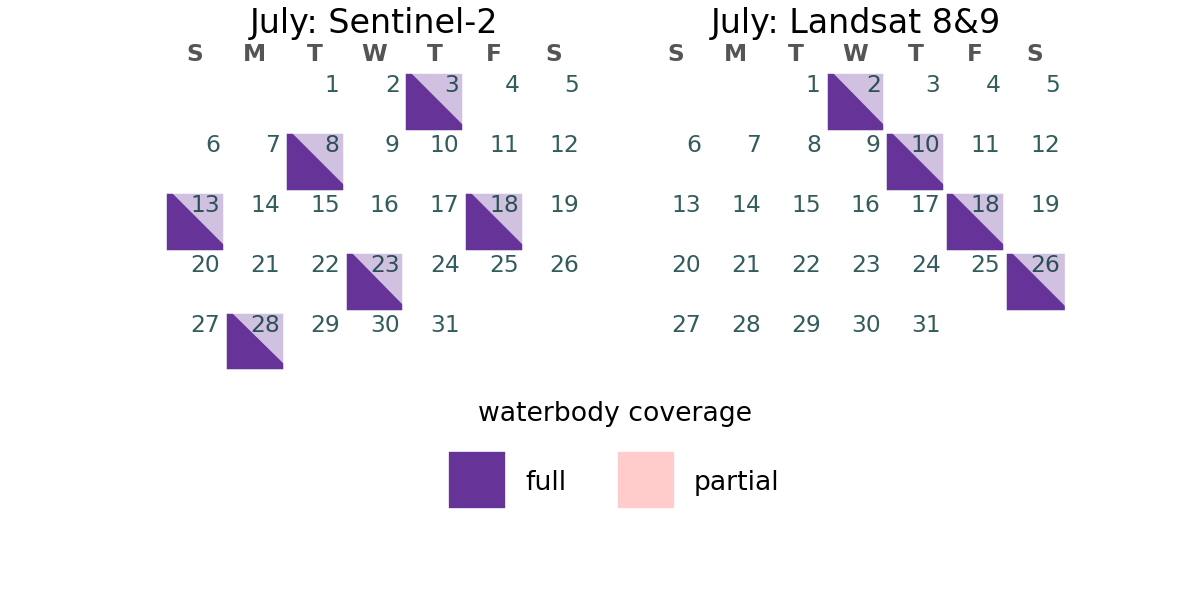 July: Sentinel-2
S M T W T F S
1 2 3 4 5
6 7 8 9 10 11 12
13 14 15 16 17 18 19
20 21 22 23 24 25 26
27 28 29 30 31
July: Landsat 8&9
S M T W T F S
1 2 3 4 5
6 7 8 9 10 11 12
13 14 15 16 17 18 19
20 21 22 23 24 25 26
27 28 29 30 31
waterbody coverage
full
partial